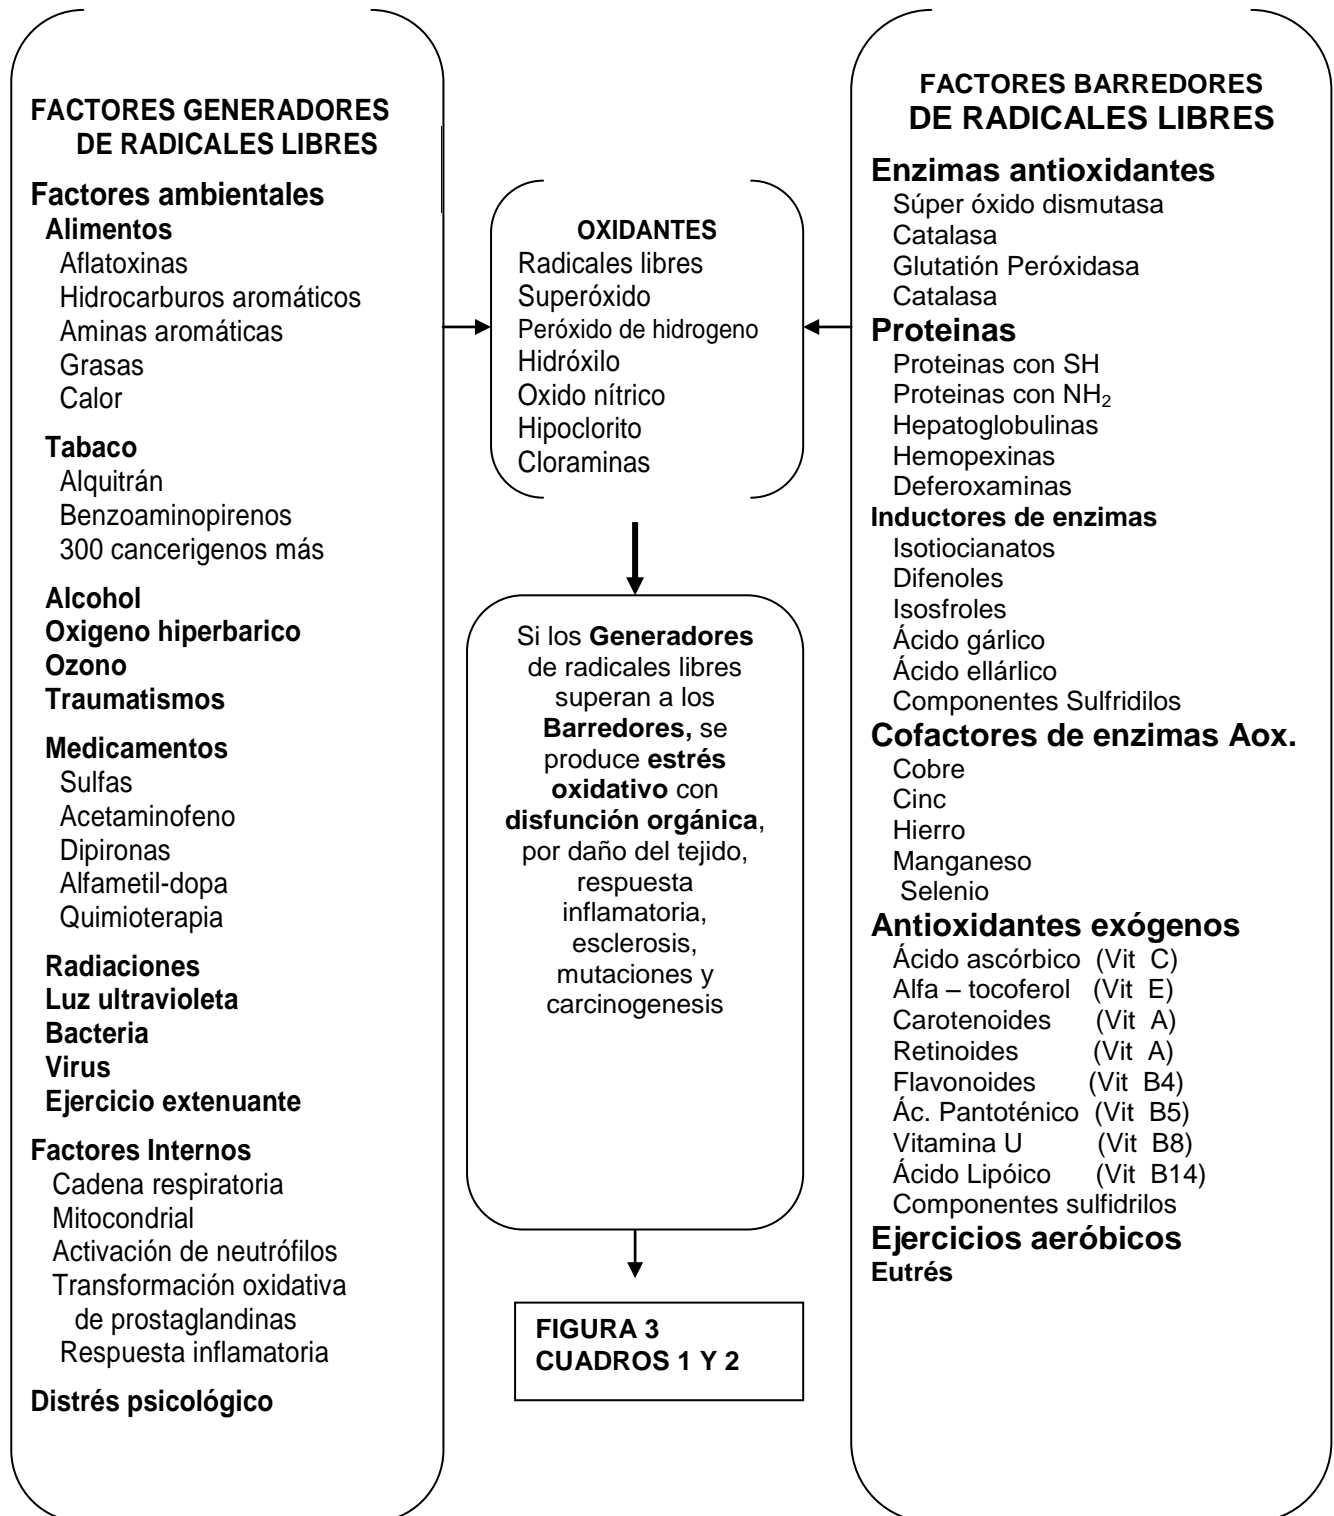 FACTORES GENERADORES
DE RADICALES LIBRES
Factores ambientales
Alimentos
Aflatoxinas
Hidrocarburos aromáticos
Aminas aromáticas
Grasas
Calor
Tabaco
Alquitrán
Benzoaminopirenos
300 cancerigenos más
Alcohol
Oxigeno hiperbarico
Ozono
Traumatismos
Medicamentos
Sulfas
Acetaminofeno
Dipironas
Alfametil-dopa
Quimioterapia
Radiaciones
Luz ultravioleta
Bacteria
Virus
Ejercicio extenuante
Factores Internos
Cadena respiratoria
Mitocondrial
Activación de neutrófilos
Transformación oxidativa
de prostaglandinas
Respuesta inflamatoria
Distrés psicológico
OXIDANTES
Radicales libres
Superóxido
Peróxido de hidrogeno
Hidróxilo
Oxido nítrico
Hipoclorito
Cloraminas
Si los Generadores
de radicales libres
superan a los
Barredores, se
produce estrés
oxidativo con
disfunción orgánica,
por daño del tejido,
respuesta
inflamatoria,
esclerosis,
mutaciones y
carcinogenesis
FIGURA 3
CUADROS 1 Y 2
FACTORES BARREDORES
DE RADICALES LIBRES
Enzimas antioxidantes
Súper óxido dismutasa
Catalasa
Glutatión Peróxidasa
Catalasa
Proteinas
Proteinas con SH
Proteinas con NH₂
Hepatoglobulinas
Hemopexinas
Deferoxaminas
Inductores de enzimas
Isotiocianatos
Difenoles
Isosfroles
Ácido gárlico
Ácido ellárlico
Componentes Sulfridilos
Cofactores de enzimas Aox.
Cobre
Cinc
Hierro
Manganeso
Selenio
Antioxidantes exógenos
Ácido ascórbico (Vit C)
Alfa – tocoferol (Vit E)
Carotenoides (Vit A)
Retinoides (Vit A)
Flavonoides (Vit B4)
Ác. Pantoténico (Vit B5)
Vitamina U (Vit B8)
Ácido Lipóico (Vit B14)
Componentes sulfidrilos
Ejercicios aeróbicos
Eutrés